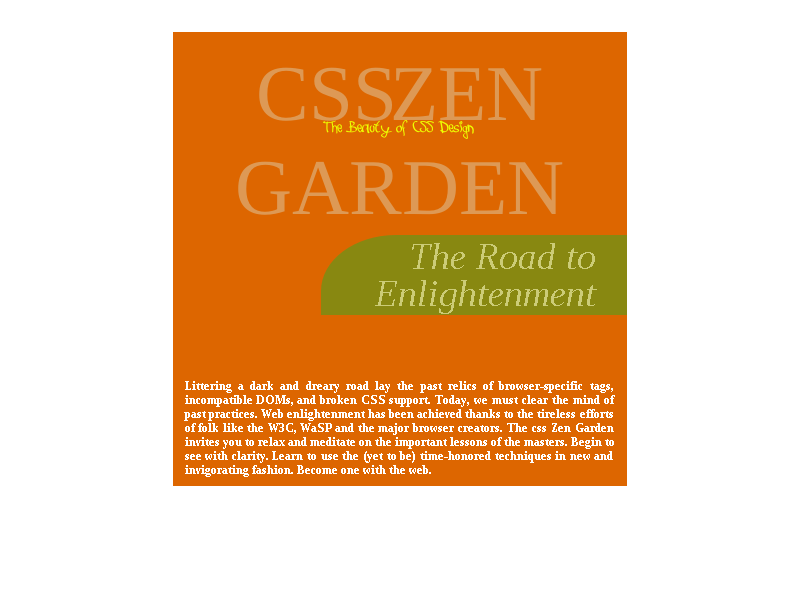 CSSZEN
The Beauty of CSS Design
GARDEN
The Road to
Enlightenment
Littering a dark and dreary road lay the past relics of browser-specific tags,
incompatible DOMs, and broken CSS support. Today, we must clear the mind of
past practices. Web enlightenment has been achieved thanks to the tireless efforts
of folk like the W3C, WaSP and the major browser creators. The css Zen Garden
invites you to relax and meditate on the important lessons of the masters. Begin to
see with clarity. Learn to use the (yet to be) time-honored techniques in new and
invigorating fashion. Become one with the web.